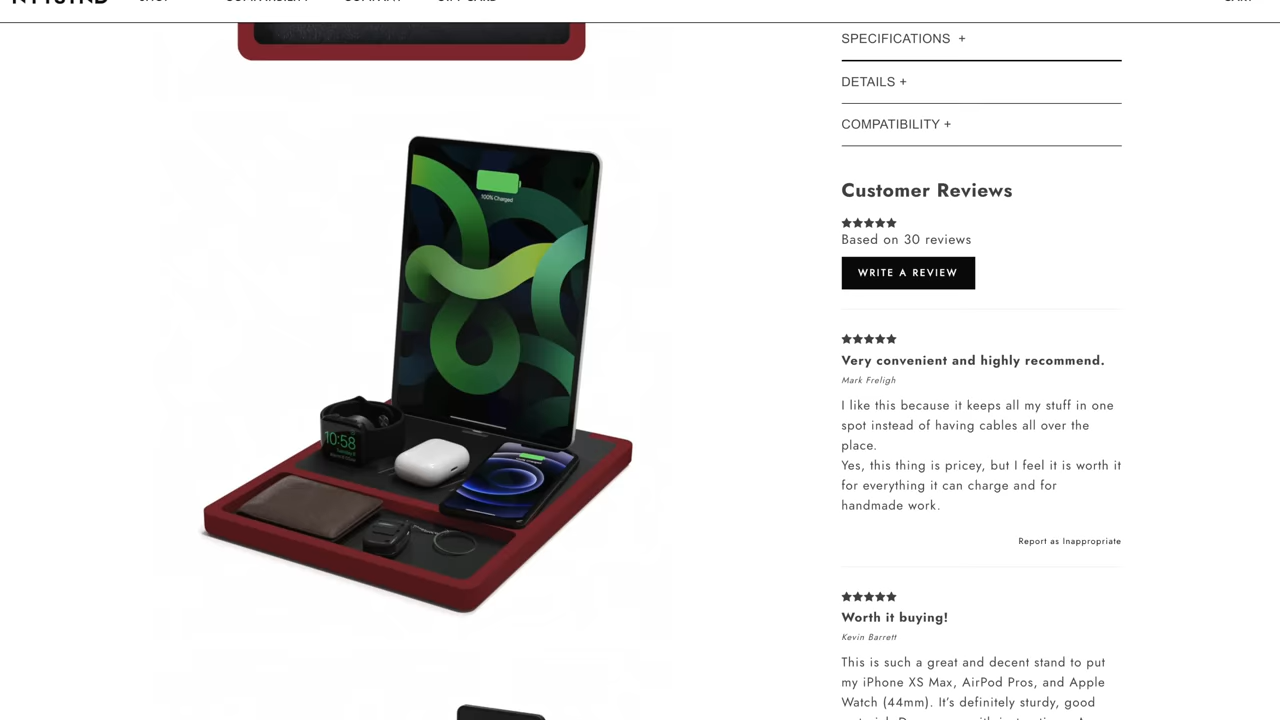 SPECIFICATIONS +
DETAILS +
COMPATIBILITY +
100% Charged
10:58
Customer Reviews
Based on 30 reviews
WRITE A REVIEW
Very convenient and highly recommend.
Mark Freligh
I like this because it keeps all my stuff in one
spot instead of having cables all over the
place.
Yes, this thing is pricey, but I feel it is worth it
for everything it can charge and for
handmade work.
Report as Inappropriate
Worth it buying!
Kevin Barrett
This is such a great and decent stand to put
my iPhone XS Max, AirPod Pros, and Apple
Watch (44mm). It’s definitely sturdy, good